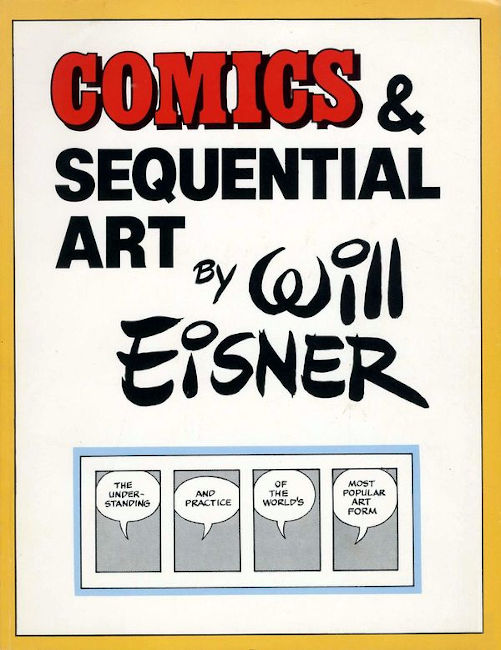 COMICS &
SEQUENTIAL
ART
BY Will
EISNER
THE
UNDER-
STANDING
AND
PRACTICE
OF
THE
WORLD'S
MOST
POPULAR
ART
FORM